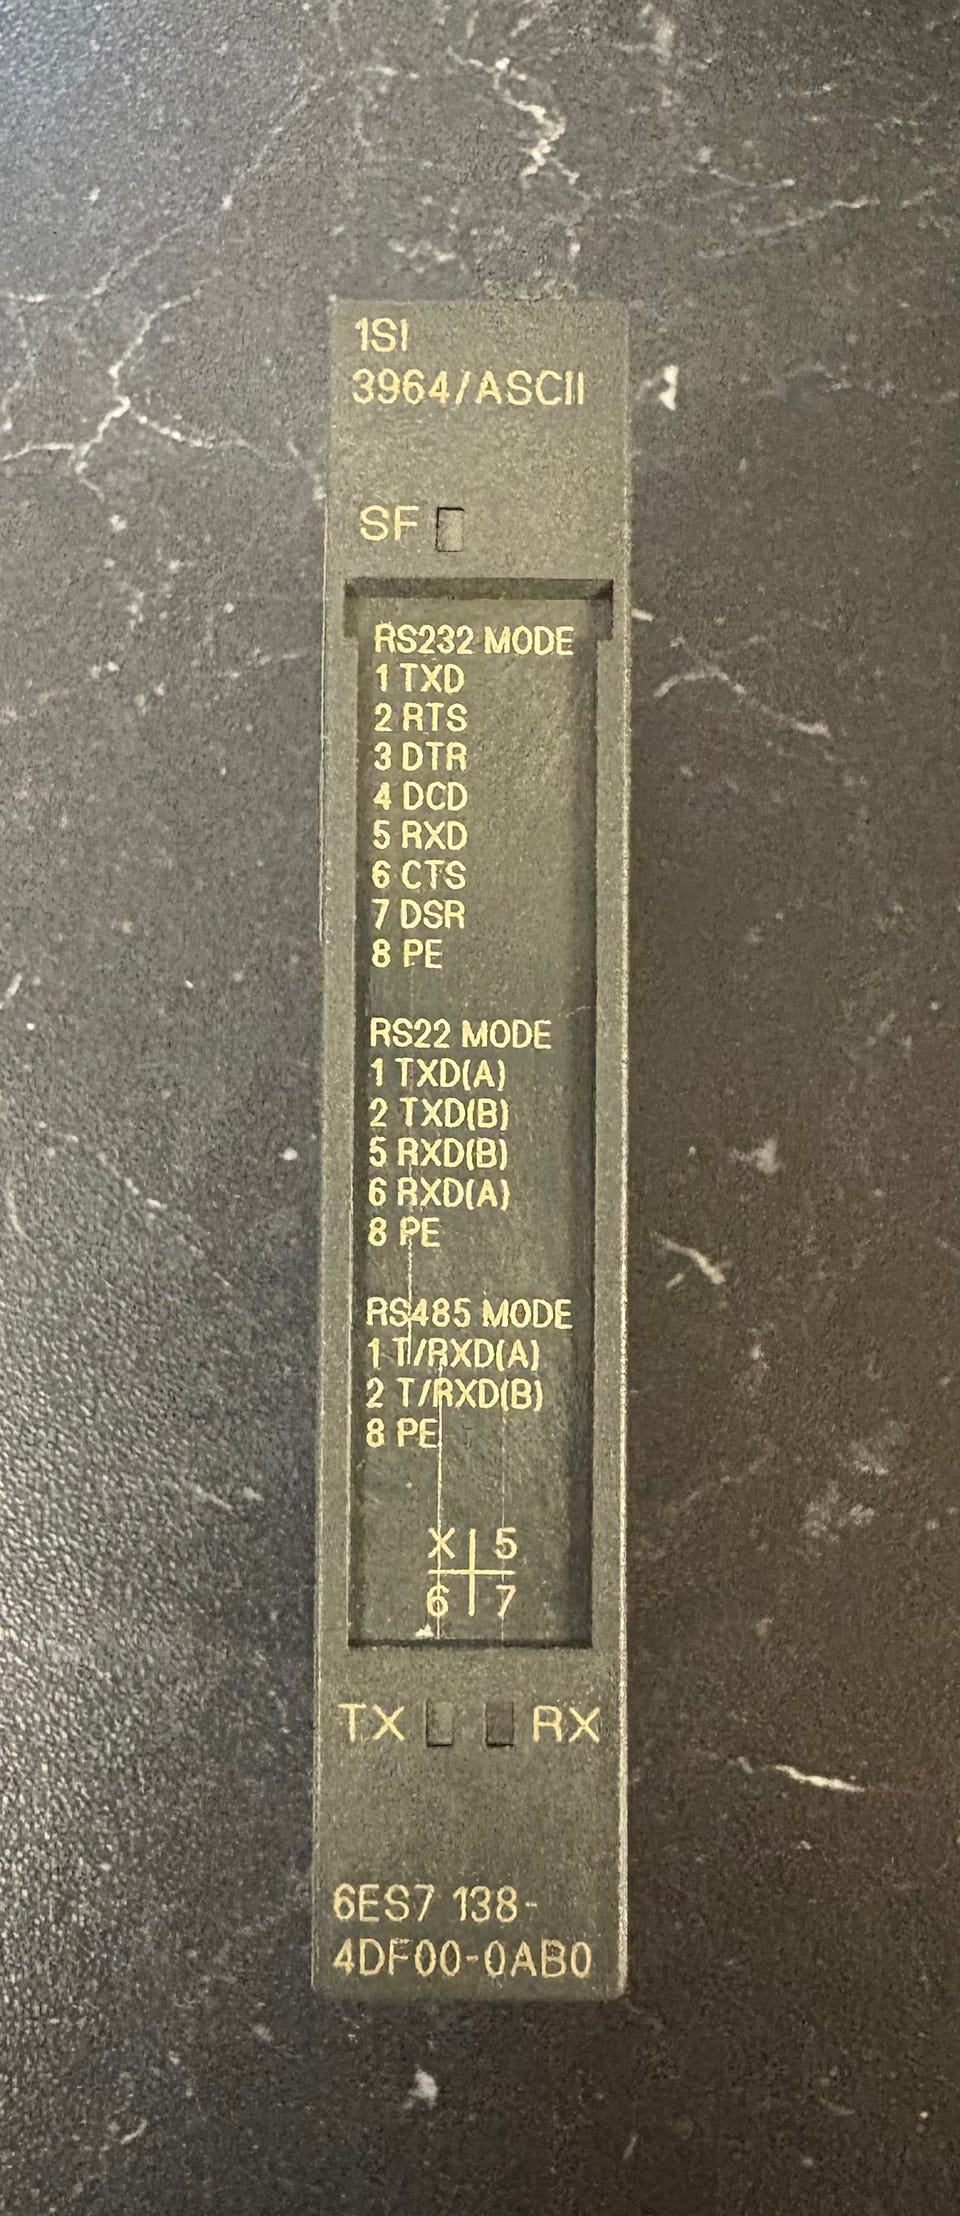 1SI
3964/ASCII
SF
RS232 MODE
1 TXD
2 RTS
3 DTR
4 DCD
5 RXD
6 CTS
7 DSR
8 PE
RS22 MODE
1 TXD(A)
2 TXD(B)
5 RXD(B)
6 RXD(A)
8 PE
RS485 MODE
1 T/RXD(A)
2 T/RXD(B)
8 PE
X 5
6 7
TX RX
6ES7 138-
4DF00-0AB0